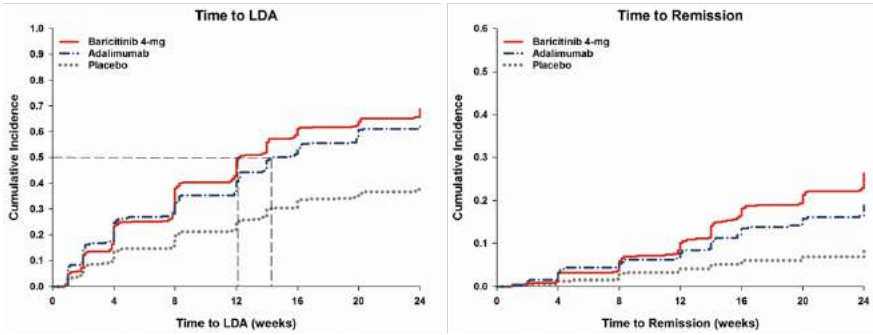 Time to LDA
Cumulative Incidence
1.0
0.9
0.8
0.7
0.6
0.5
0.4
0.3
0.2
0.1
0.0
Baricitinib 4-mg
Adalimumab
Placebo
0 4 8 12 16 20 24
Time to LDA (weeks)
Time to Remission
Cumulative Incidence
0.6
0.5
0.4
0.3
0.2
0.1
0.0
Baricitinib 4-mg
Adalimumab
Placebo
0 4 8 12 16 20 24
Time to Remission (weeks)